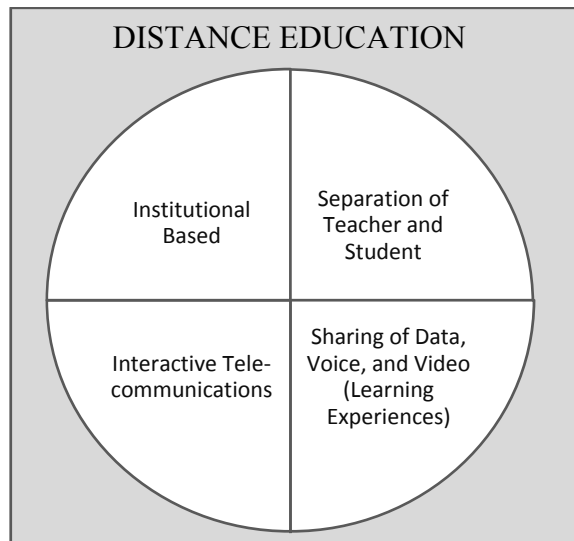 DISTANCE EDUCATION
Institutional
Based
Separation of
Teacher and
Student
Interactive Tele-
communications
Sharing of Data,
Voice, and Video
(Learning
Experiences)